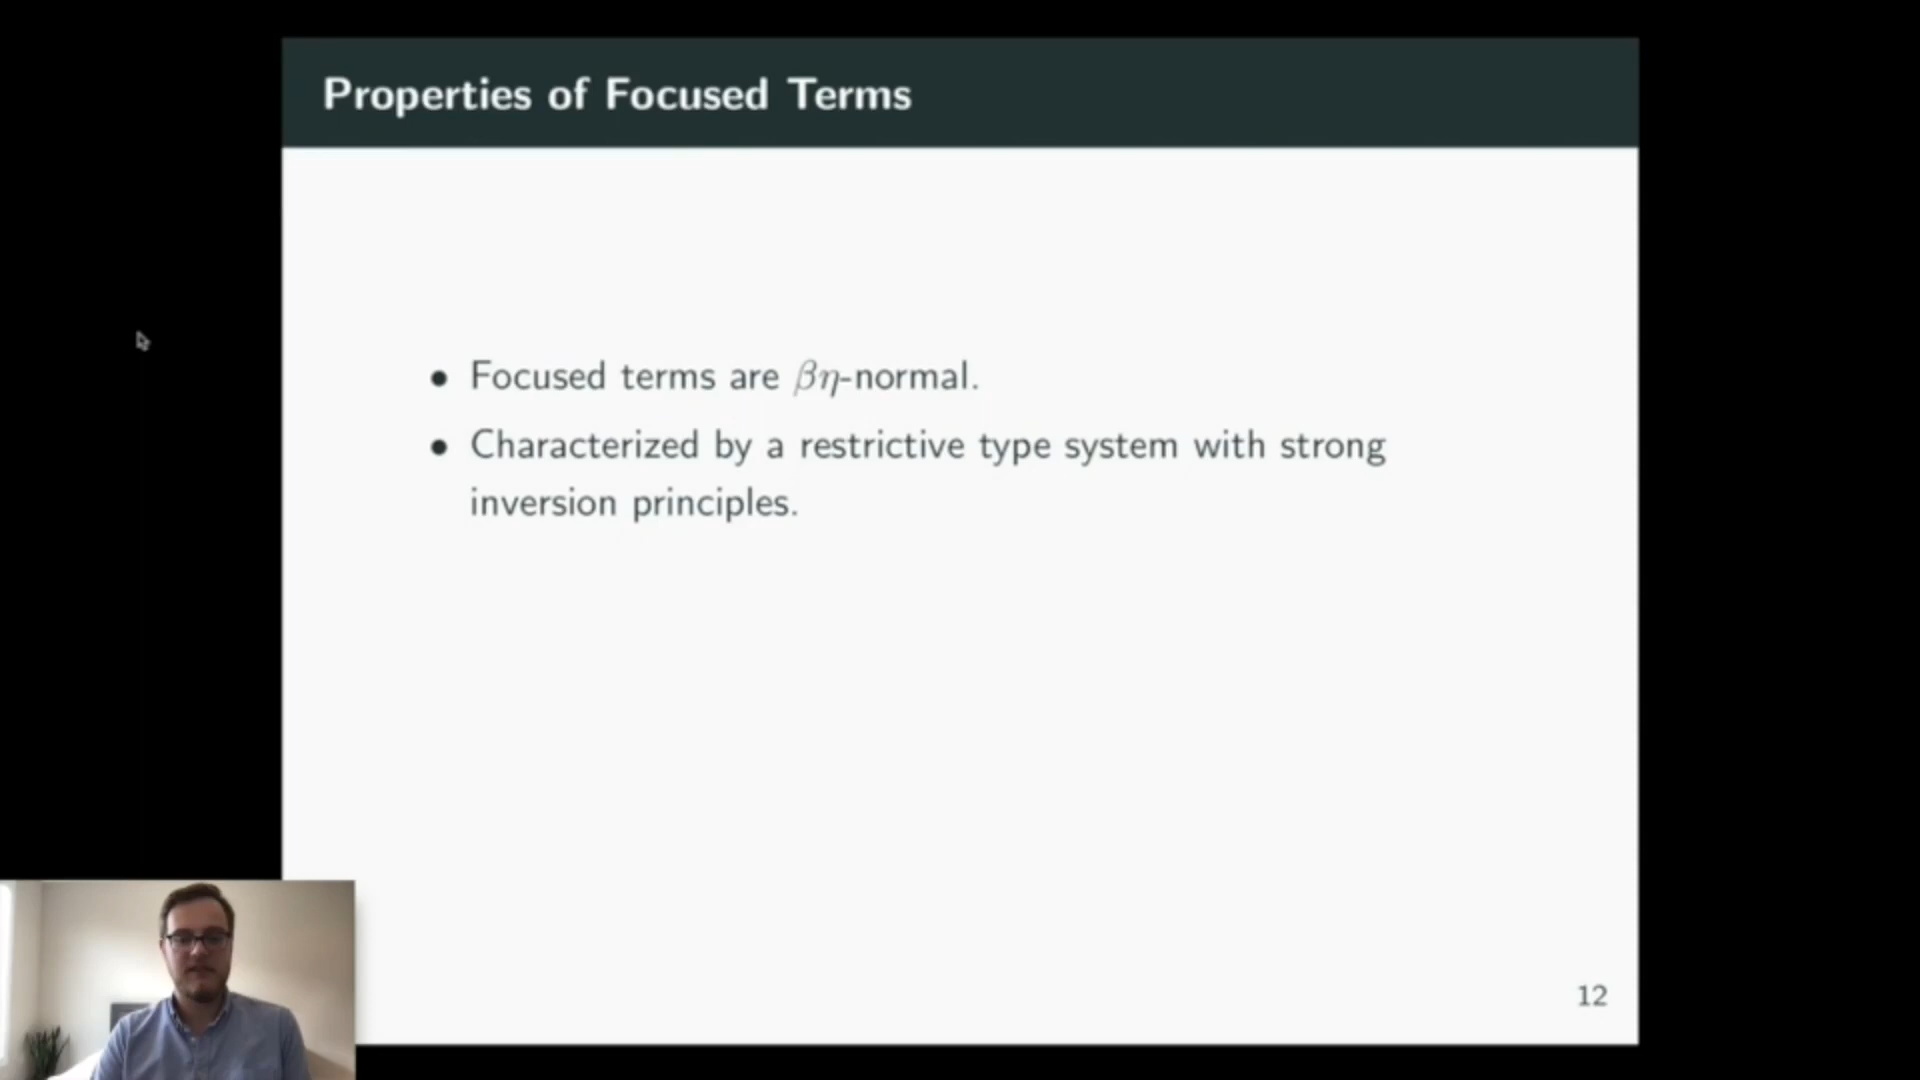 Properties of Focused Terms
• Focused terms are βη-normal.
• Characterized by a restrictive type system with strong
inversion principles.
12